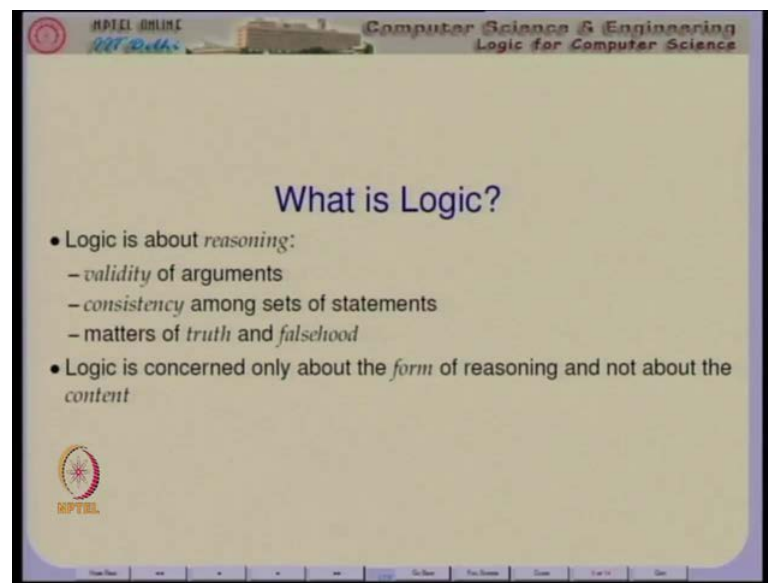 NPTEL ONLINE
IIT Delhi
Computer Science & Engineering
Logic for Computer Science
What is Logic?
• Logic is about reasoning:
– validity of arguments
– consistency among sets of statements
– matters of truth and falsehood
• Logic is concerned only about the form of reasoning and not about the
content
NPTEL